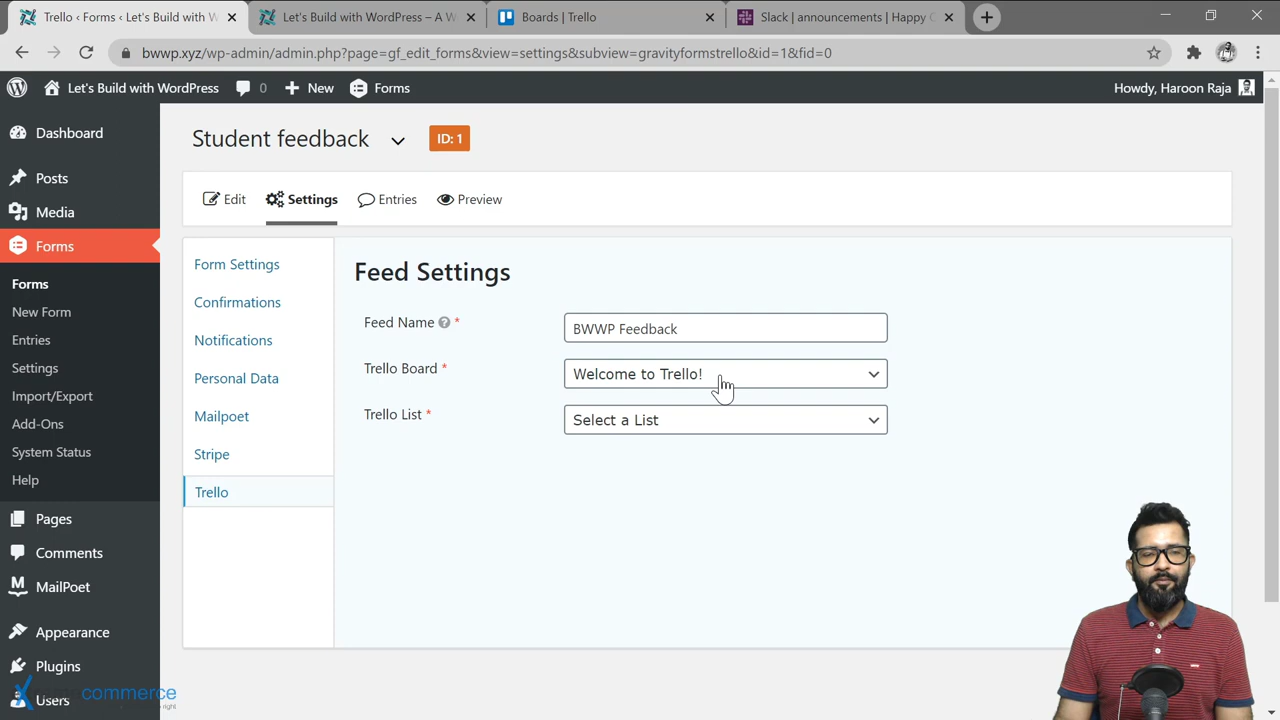 Trello ‹ Forms ‹ Let's Build with W
Let's Build with WordPress – A W
Boards | Trello
Slack | announcements | Happy C
bwwp.xyz/wp-admin/admin.php?page=gf_edit_forms&view=settings&subview=gravityformstrello&id=1&fid=0
Let's Build with WordPress
0
New
Forms
Howdy, Haroon Raja
Dashboard
Posts
Media
Forms
Forms
New Form
Entries
Settings
Import/Export
Add-Ons
System Status
Help
Pages
Comments
MailPoet
Appearance
Plugins
Users
commerce
right
Student feedback
ID: 1
Edit
Settings
Entries
Preview
Form Settings
Confirmations
Notifications
Personal Data
Mailpoet
Stripe
Trello
Feed Settings
Feed Name ? *
BWWP Feedback
Trello Board *
Welcome to Trello!
Trello List *
Select a List